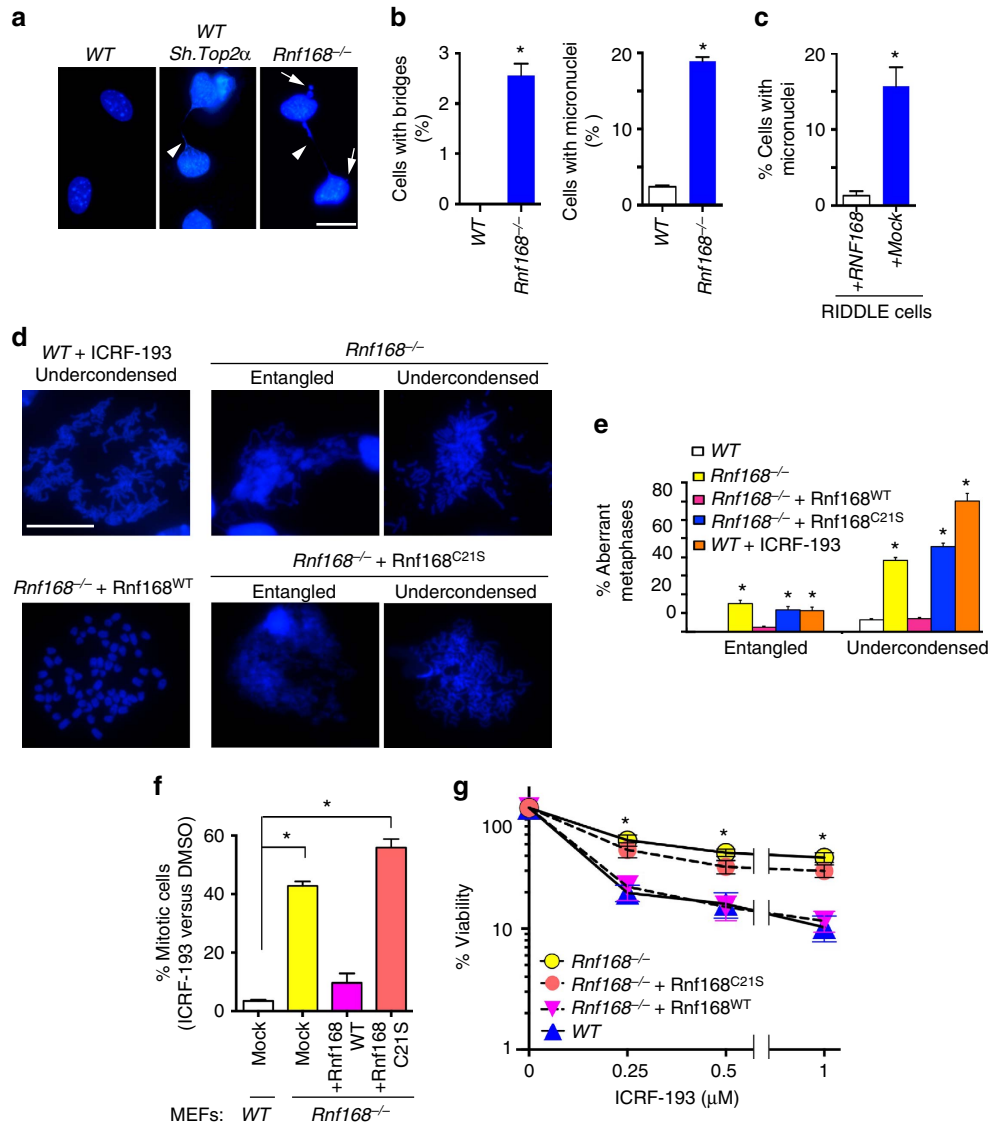 a
WT
WT
Sh.Top2α
Rnf168–/–
b
Cells with bridges
(%)
3
2
1
0
*
WT
Rnf168–/–
Cells with micronuclei
(%)
20
10
0
*
WT
Rnf168–/–
c
% Cells with
micronuclei
20
10
0
*
+RNF168
+Mock
RIDDLE cells
d
WT + ICRF-193
Undercondensed
Rnf168–/–
Entangled
Undercondensed
Rnf168–/– + Rnf168WT
Rnf168–/– + Rnf168C21S
Entangled
Undercondensed
e
WT
Rnf168–/–
Rnf168–/– + Rnf168WT
Rnf168–/– + Rnf168C21S
WT + ICRF-193
% Aberrant
metaphases
80
60
40
20
0
* * *
* * *
Entangled
Undercondensed
f
% Mitotic cells
(ICRF-193 versus DMSO)
60
40
20
0
*
*
Mock
Mock
+Rnf168
WT
+Rnf168
C21S
MEFs: WT Rnf168–/–
g
% Viability
100
10
1
* * *
Rnf168–/–
Rnf168–/– + Rnf168C21S
Rnf168–/– + Rnf168WT
WT
0 0.25 0.5 1
ICRF-193 (μM)